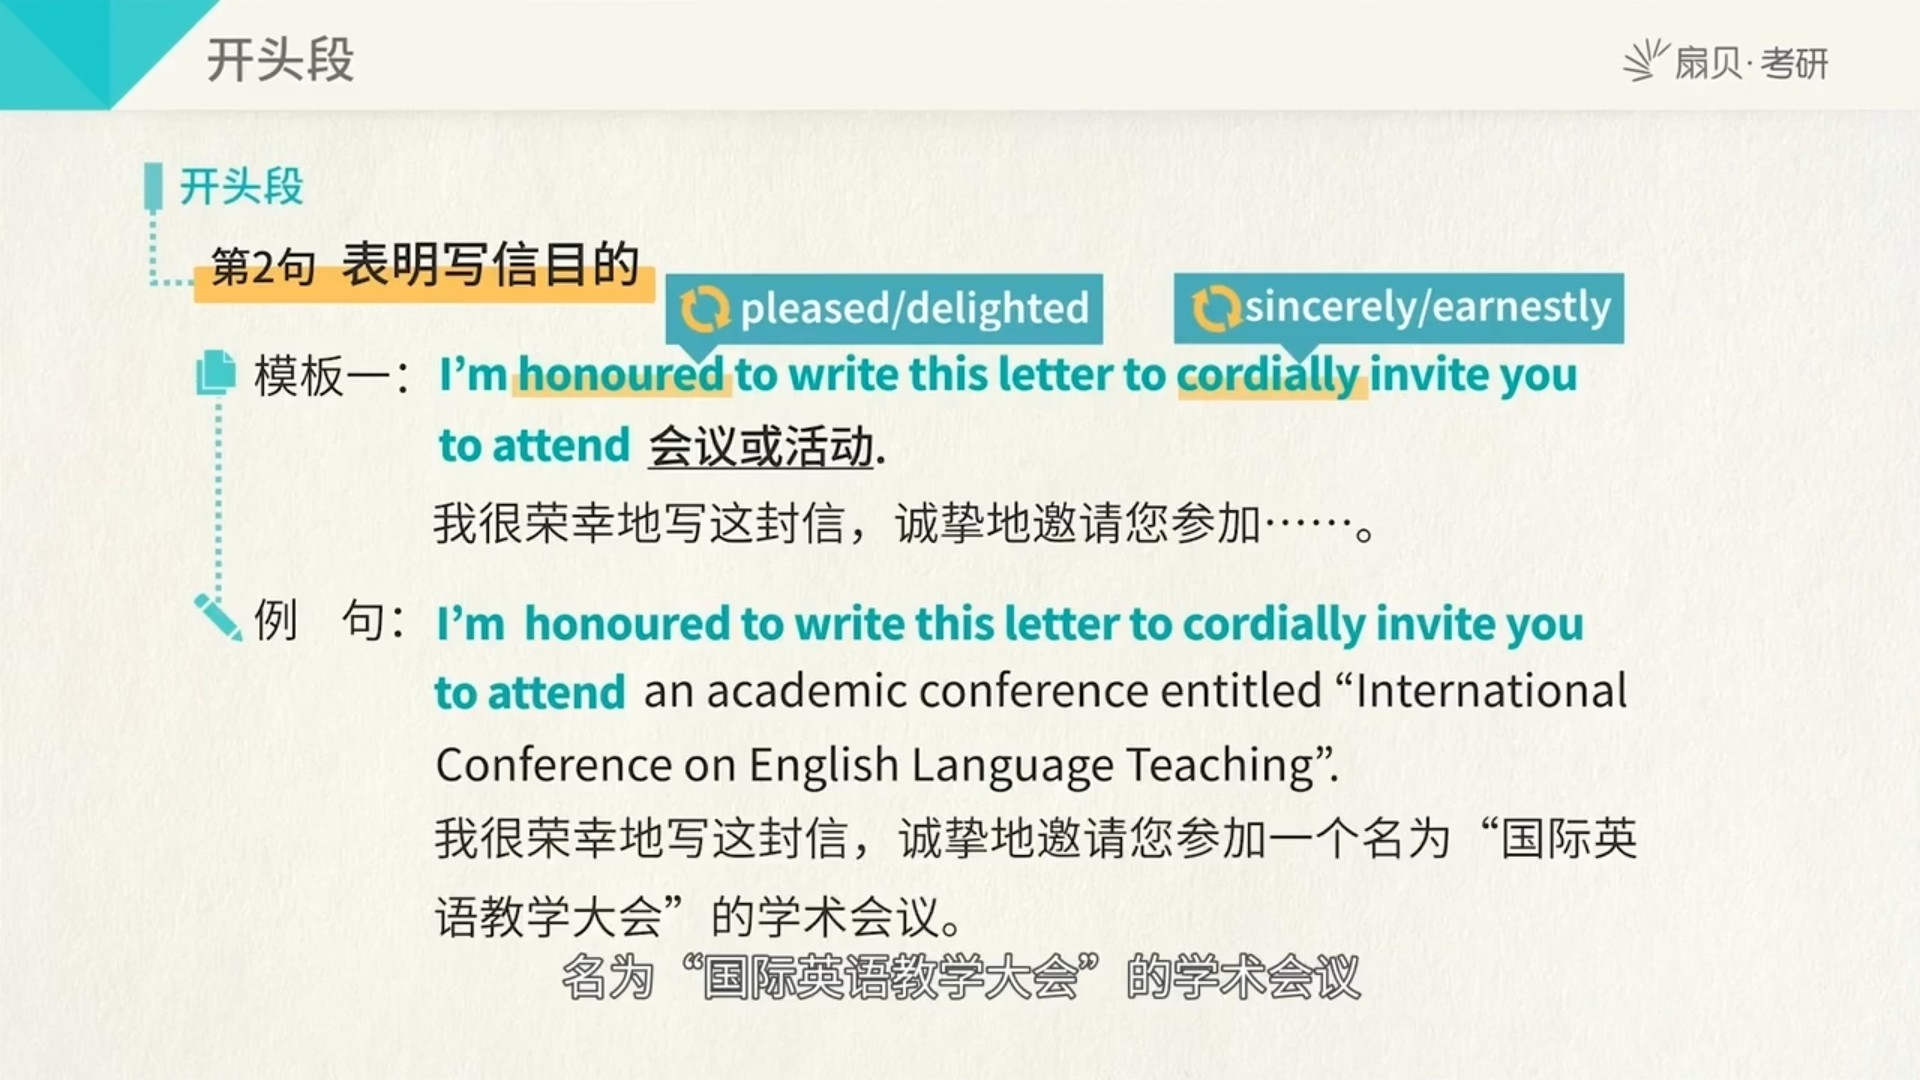 开头段
扇贝·考研
开头段
第2句 表明写信目的
pleased/delighted
sincerely/earnestly
模板一：I’m honoured to write this letter to cordially invite you
to attend 会议或活动.
我很荣幸地写这封信，诚挚地邀请您参加……。
例 句：I’m honoured to write this letter to cordially invite you
to attend an academic conference entitled “International
Conference on English Language Teaching”.
我很荣幸地写这封信，诚挚地邀请您参加一个名为“国际英
语教学大会”的学术会议。
名为“国际英语教学大会”的学术会议